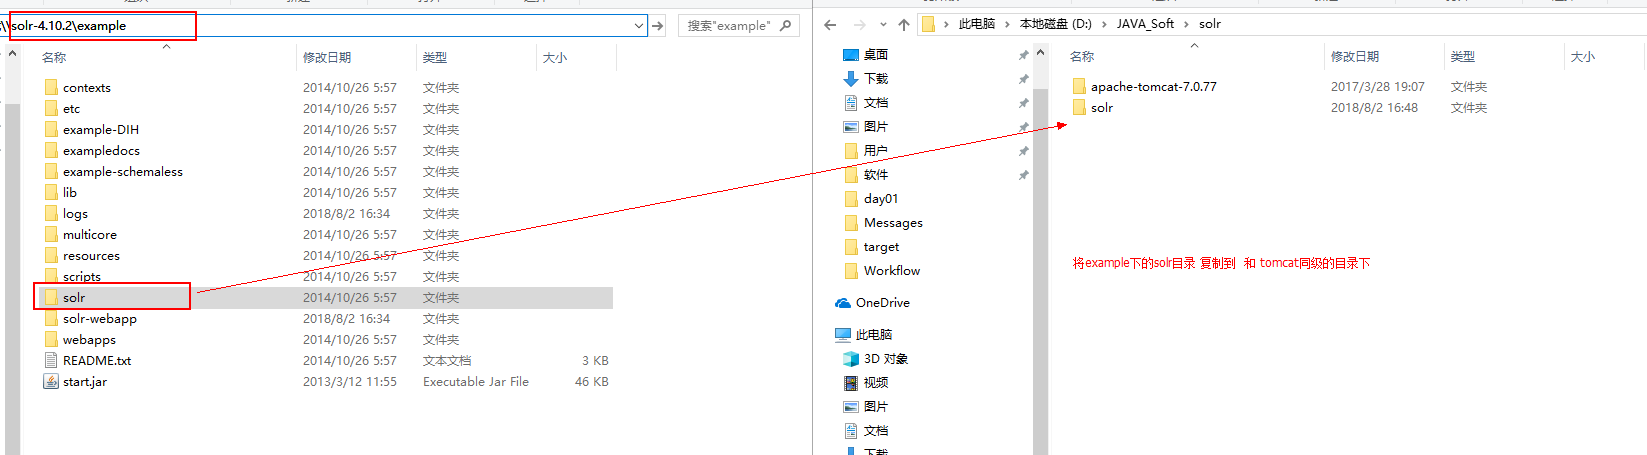 \\solr-4.10.2\example
搜索"example"
名称 修改日期 类型 大小
contexts 2014/10/26 5:57 文件夹
etc 2014/10/26 5:57 文件夹
example-DIH 2014/10/26 5:57 文件夹
exampledocs 2014/10/26 5:57 文件夹
example-schemaless 2014/10/26 5:57 文件夹
lib 2014/10/26 5:57 文件夹
logs 2018/8/2 16:34 文件夹
multicore 2014/10/26 5:57 文件夹
resources 2014/10/26 5:57 文件夹
scripts 2014/10/26 5:57 文件夹
solr 2014/10/26 5:57 文件夹
solr-webapp 2018/8/2 16:34 文件夹
webapps 2014/10/26 5:57 文件夹
README.txt 2014/10/26 5:57 文本文档 3 KB
start.jar 2013/3/12 11:55 Executable Jar File 46 KB
此电脑 › 本地磁盘 (D:) › JAVA_Soft › solr
桌面
下载
文档
图片
用户
软件
day01
Messages
target
Workflow
OneDrive
此电脑
3D 对象
视频
图片
文档
下载
名称 修改日期 类型 大小
apache-tomcat-7.0.77 2017/3/28 19:07 文件夹
solr 2018/8/2 16:48 文件夹
将example下的solr目录 复制到 和 tomcat同级的目录下